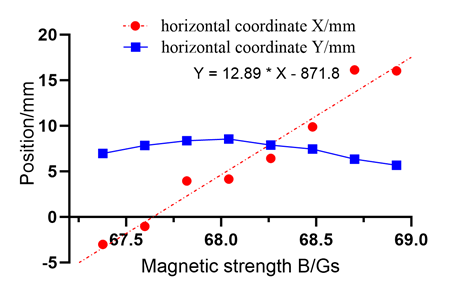 horizontal coordinate X/mm
horizontal coordinate Y/mm
Y = 12.89 * X - 871.8
Position/mm
20
15
10
5
0
-5
67.5
68.0
68.5
69.0
Magnetic strength B/Gs